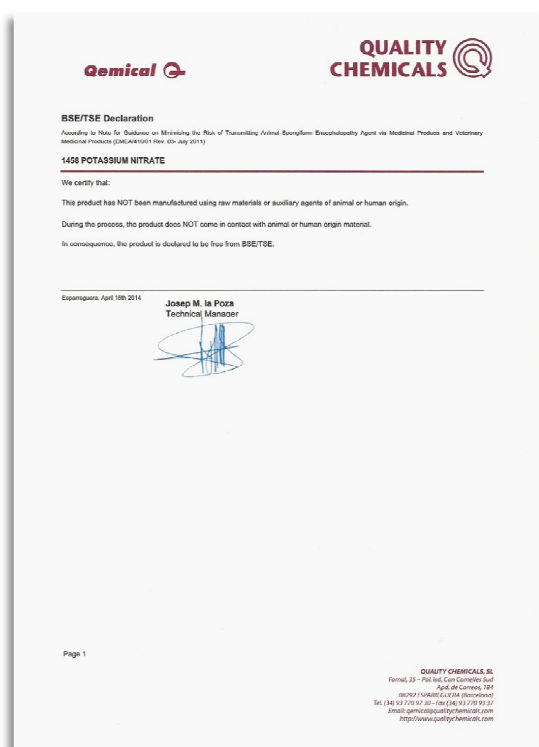 Qemical
QUALITY
CHEMICALS
BSE/TSE Declaration
According to Note for Guidance on Minimising the Risk of Transmitting Animal Spongiform Encephalopathy Agent via Medicinal Products and Veterinary
Medicinal Products (EMEA/410/01 Rev. 03- July 2011)
1458 POTASSIUM NITRATE
We certify that:
This product has NOT been manufactured using raw materials or auxiliary agents of animal or human origin.
During the process, the product does NOT come in contact with animal or human origin material.
In consequence, the product is declared to be free from BSE/TSE.
Esparreguera, April 15th 2014
Josep M. la Poza
Technical Manager
Page 1
QUALITY CHEMICALS, SL
Fornal, 35 – Pol. Ind. Can Comelles Sud
Apd. de Correos, 184
08292 ESPARREGUERA (Barcelona)
Tel. (34) 93 770 97 30 – Fax (34) 93 770 93 37
Email: qemical@qualitychemicals.com
http://www.qualitychemicals.com